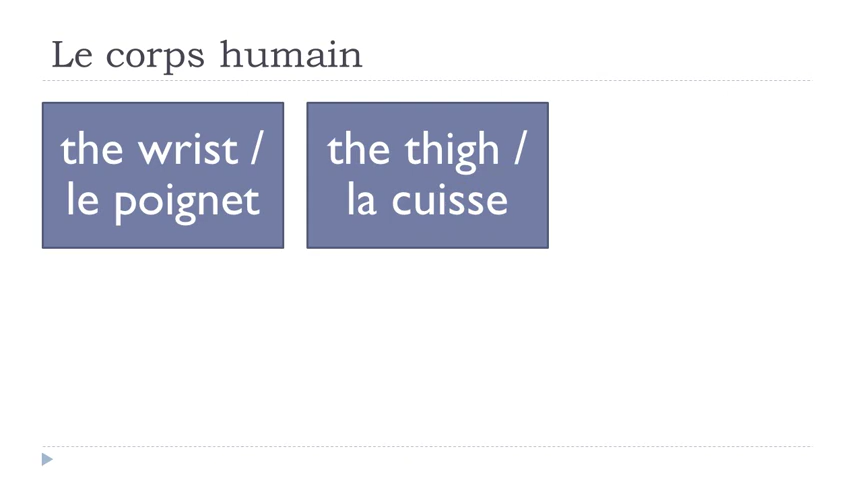 Le corps humain
the wrist /
le poignet
the thigh /
la cuisse